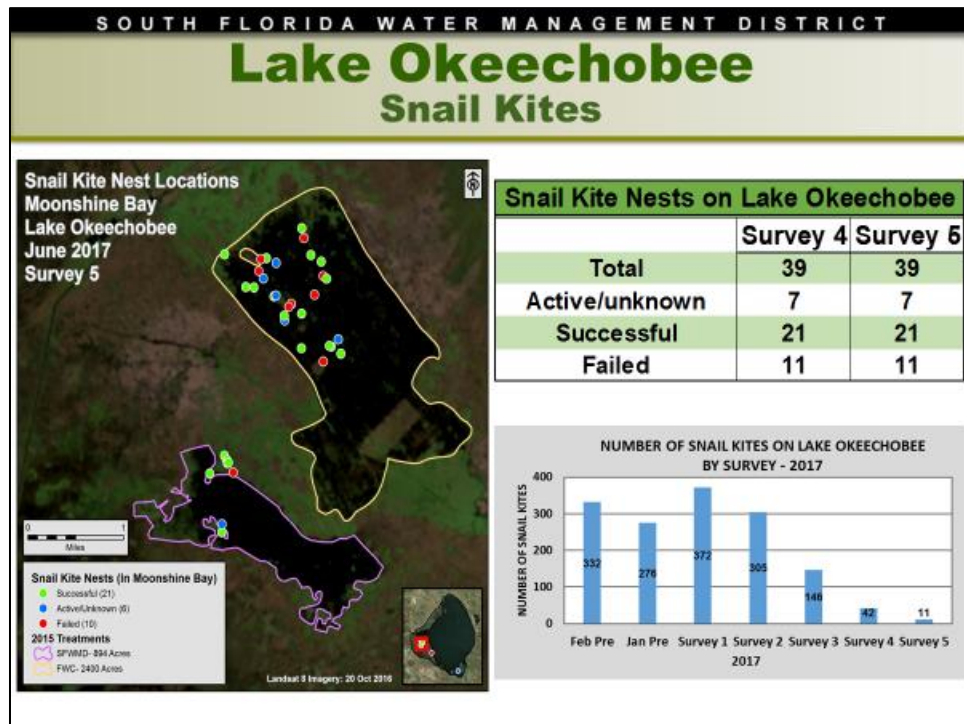 SOUTH FLORIDA WATER MANAGEMENT DISTRICT
Lake Okeechobee
Snail Kites
Snail Kite Nest Locations
Moonshine Bay
Lake Okeechobee
June 2017
Survey 5
N
0 1
Miles
Snail Kite Nests (in Moonshine Bay)
Successful (21)
Active/Unknown (6)
Failed (10)
2015 Treatments
SFWMD- 894 Acres
FWC- 2400 Acres
Landsat 8 Imagery: 20 Oct 2016
Snail Kite Nests on Lake Okeechobee
Survey 4 Survey 5
Total 39 39
Active/unknown 7 7
Successful 21 21
Failed 11 11
NUMBER OF SNAIL KITES ON LAKE OKEECHOBEE
BY SURVEY - 2017
NUMBER OF SNAIL KITES
400
300
200
100
0
332 276 372 305 146 42 11
Feb Pre Jan Pre Survey 1 Survey 2 Survey 3 Survey 4 Survey 5
2017